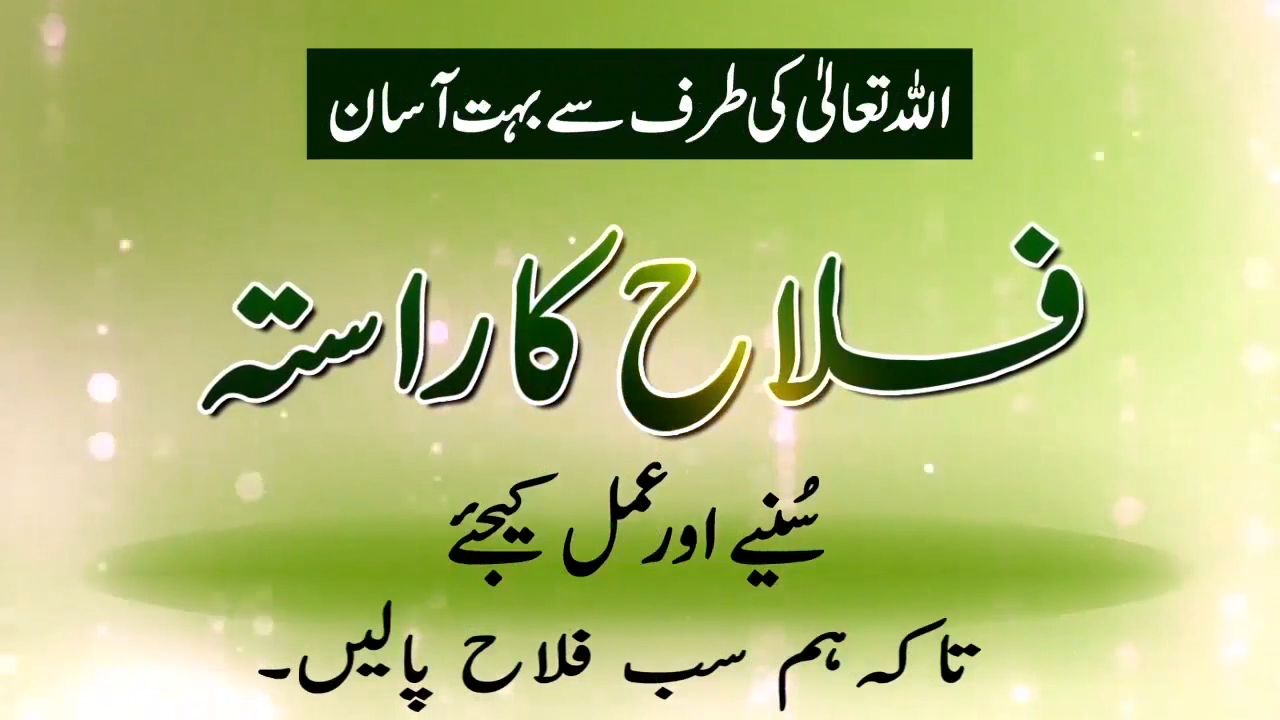 اللہ تعالیٰ کی طرف سے بہت آسان
فلاح کا راستہ
سُنیے اور عمل کیجئے
تاکہ ہم سب فلاح پالیں۔